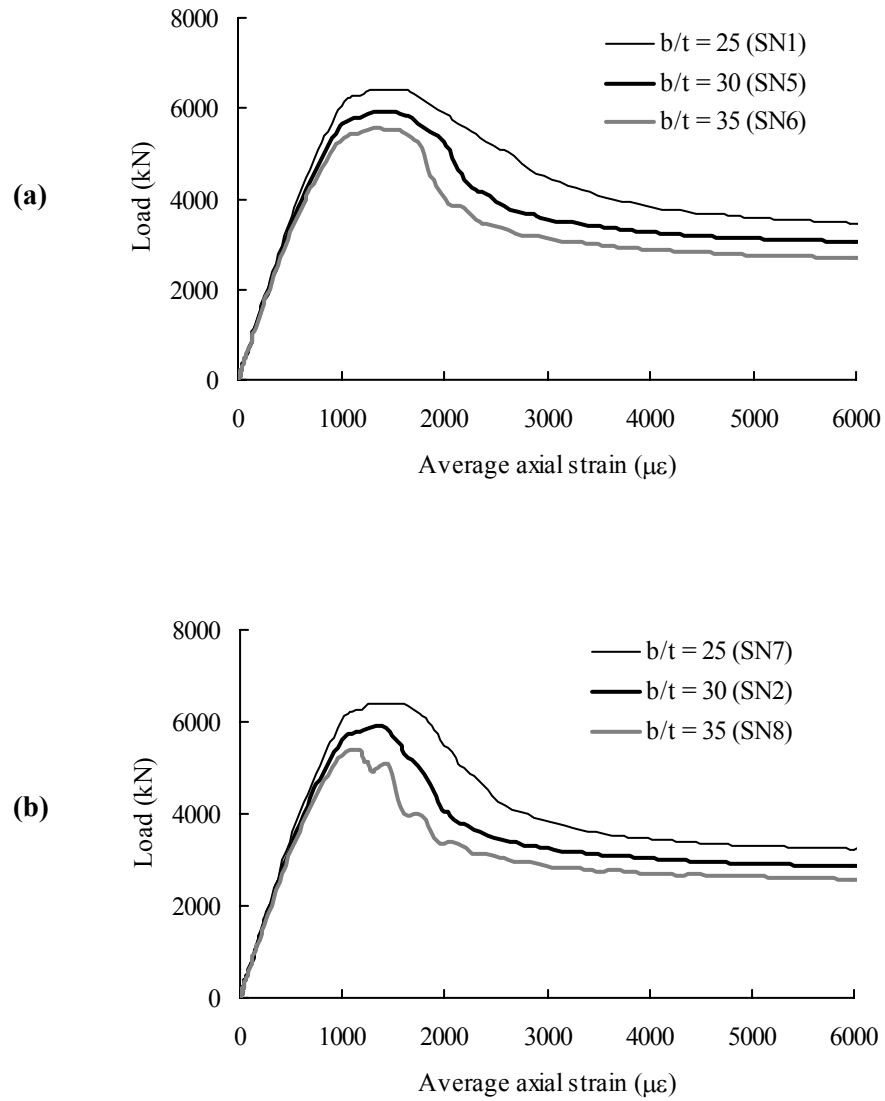 (a)
Load (kN)
8000
6000
4000
2000
0
b/t = 25 (SN1)
b/t = 30 (SN5)
b/t = 35 (SN6)
0 1000 2000 3000 4000 5000 6000
Average axial strain (με)
(b)
Load (kN)
8000
6000
4000
2000
0
b/t = 25 (SN7)
b/t = 30 (SN2)
b/t = 35 (SN8)
0 1000 2000 3000 4000 5000 6000
Average axial strain (με)